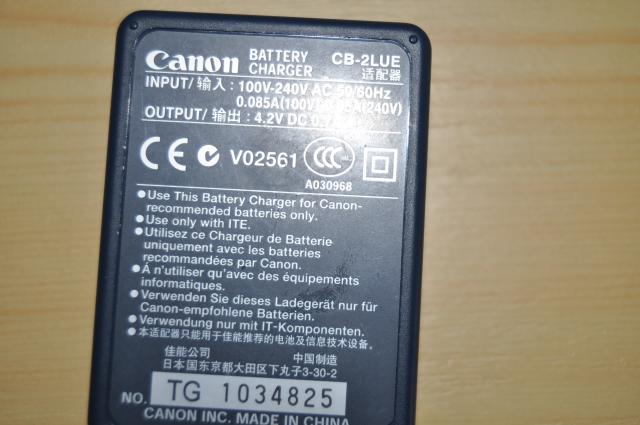 Canon BATTERY CHARGER CB-2LUE
适配器
INPUT/ 输入 : 100V-240V AC 50/60Hz
0.085A(100V)
(240V)
OUTPUT/ 输出 : 4.2V DC
CE V02561 CCC
A030968
●Use This Battery Charger for Canon-
recommended batteries only.
●Use only with ITE.
●Utilisez ce Chargeur de Batterie
uniquement avec les batteries
recommandées par Canon.
●À n'utiliser qu'avec des équipements
informatiques.
●Verwenden Sie dieses Ladegerät nur für
Canon-empfohlene Batterien.
●Verwendung nur mit IT-Komponenten.
●本适配器只能用于佳能推荐的电池及信息技术设备。
佳能公司 中国制造
日本国东京都大田区下丸子3-30-2
NO. TG 1034825
CANON INC. MADE IN CHINA